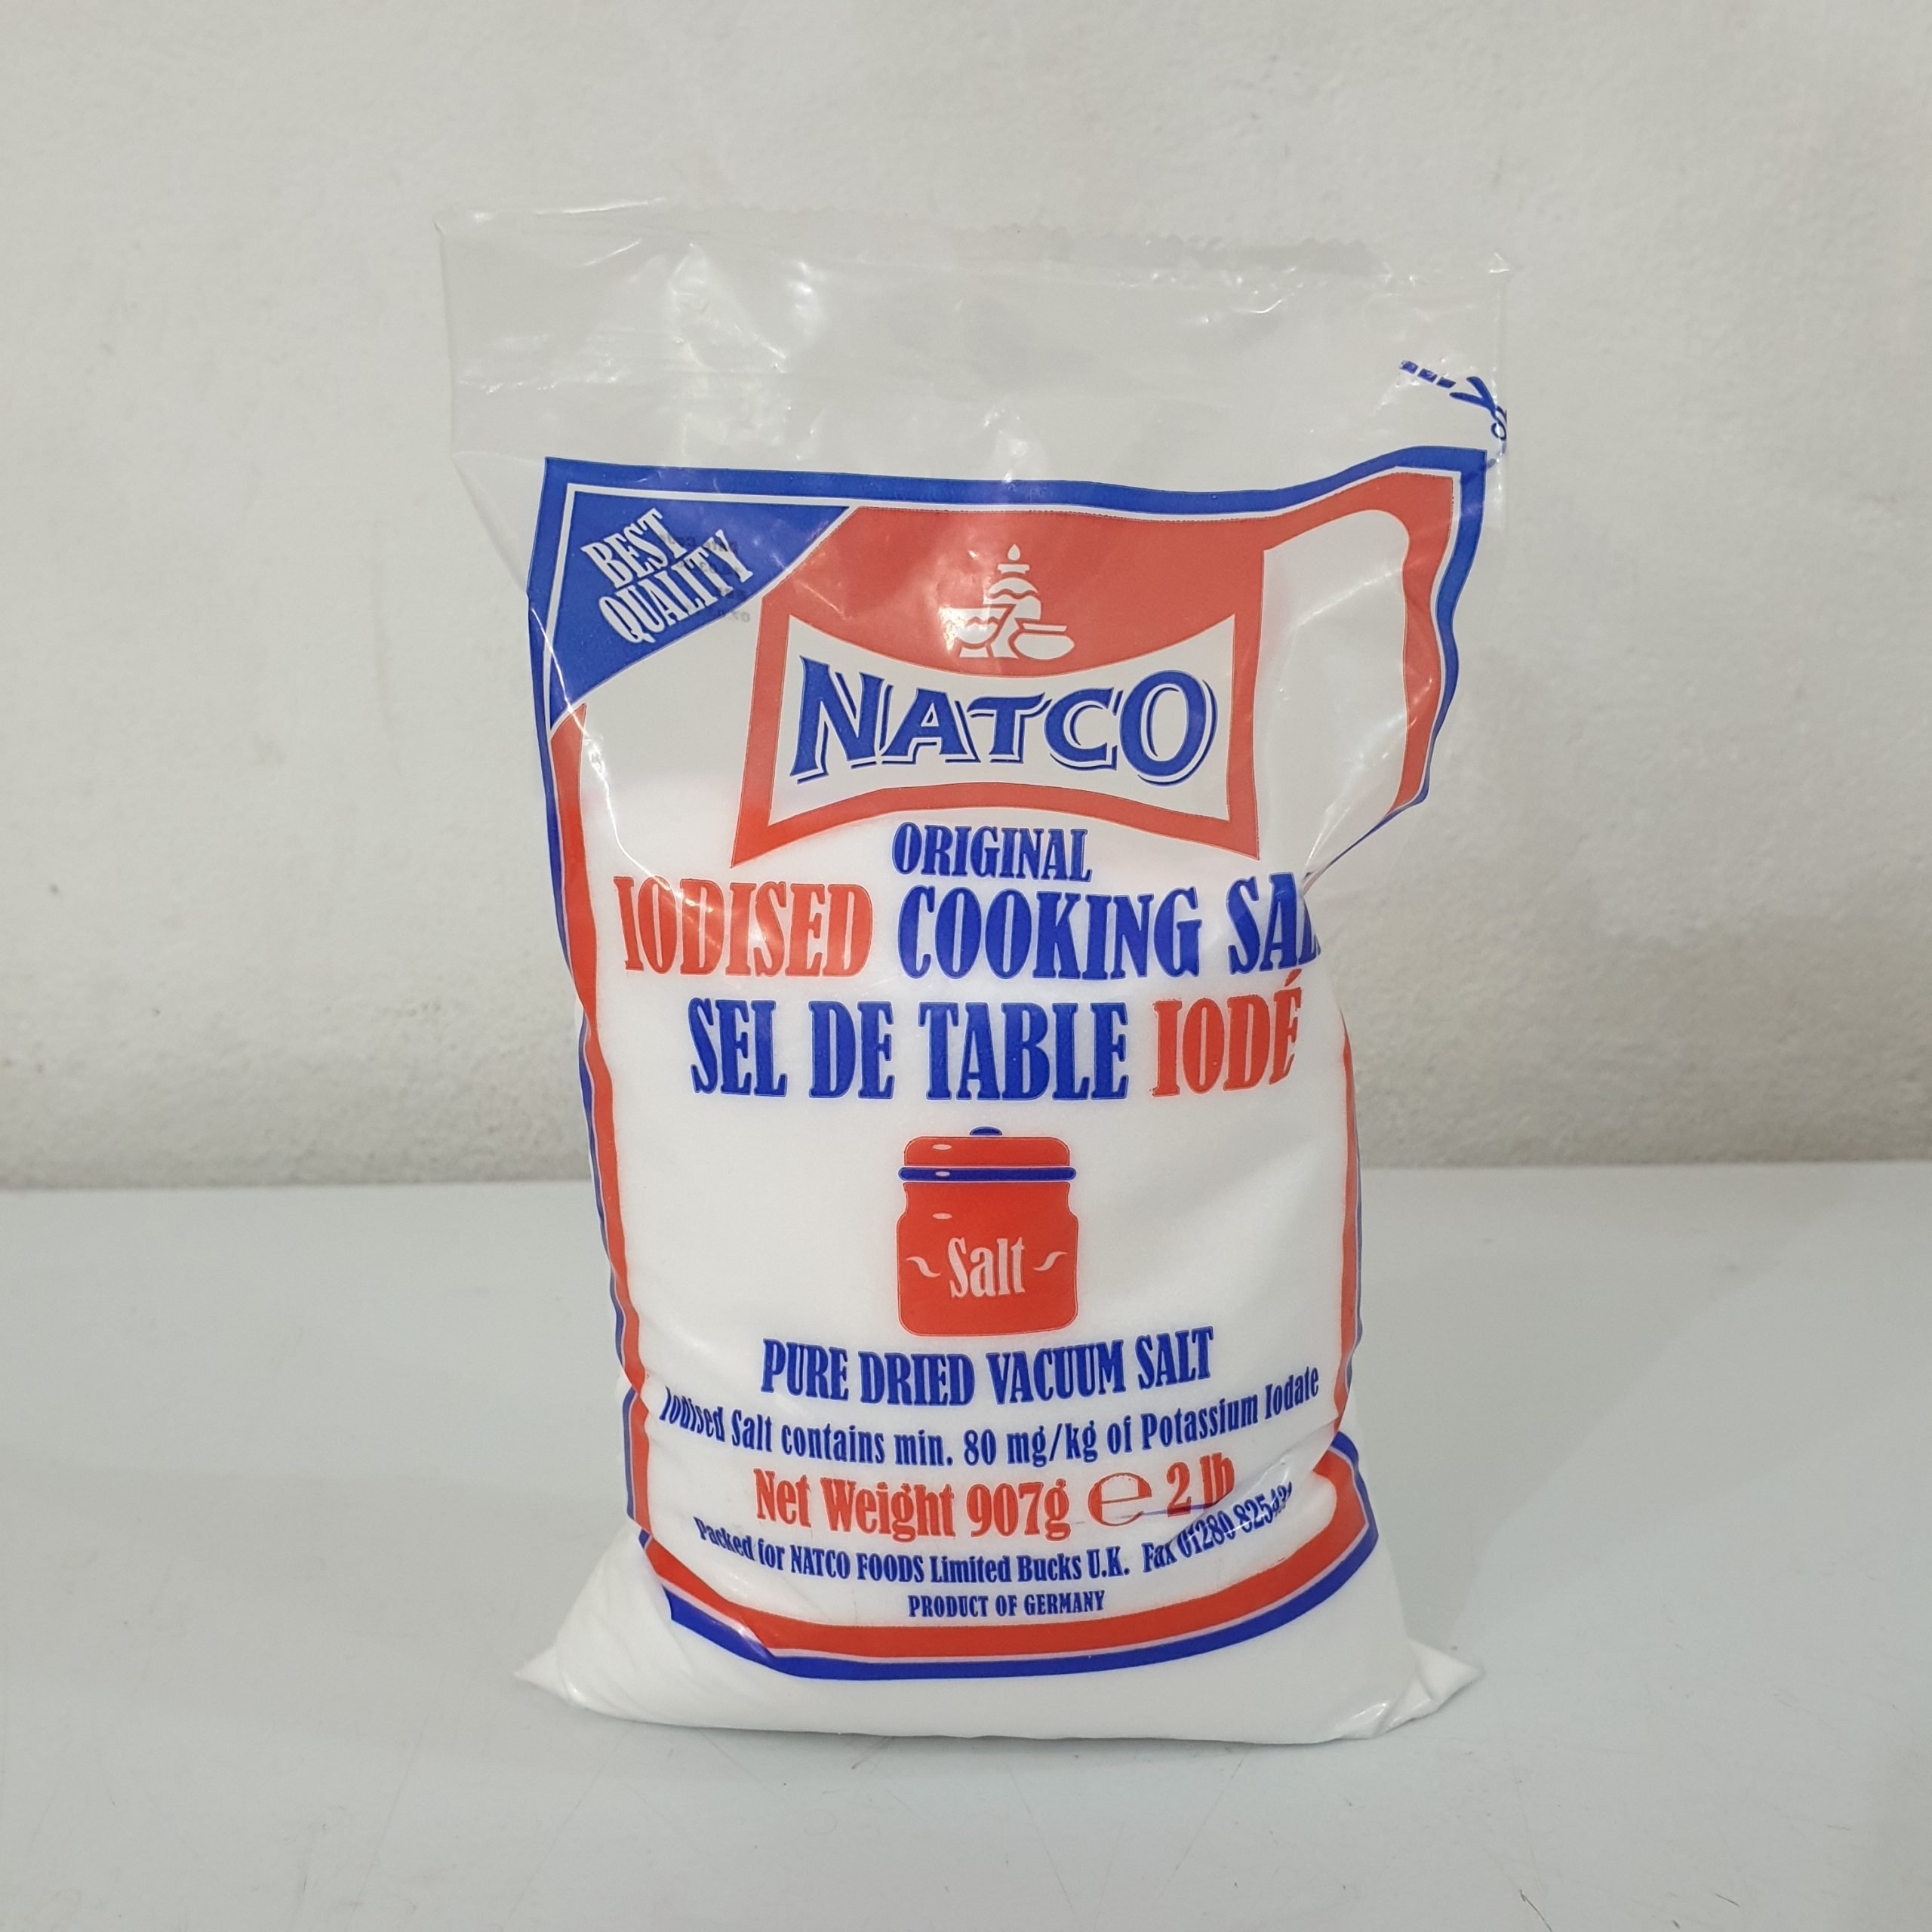 BEST
QUALITY
NATCO
ORIGINAL
IODISED COOKING SAL
SEL DE TABLE IODÉ
Salt
PURE DRIED VACUUM SALT
Iodised Salt contains min. 80 mg/kg of Potassium Iodate
Net Weight 907g ℮ 2 lb
Packed for NATCO FOODS Limited Bucks U.K. Fax 01280
PRODUCT OF GERMANY